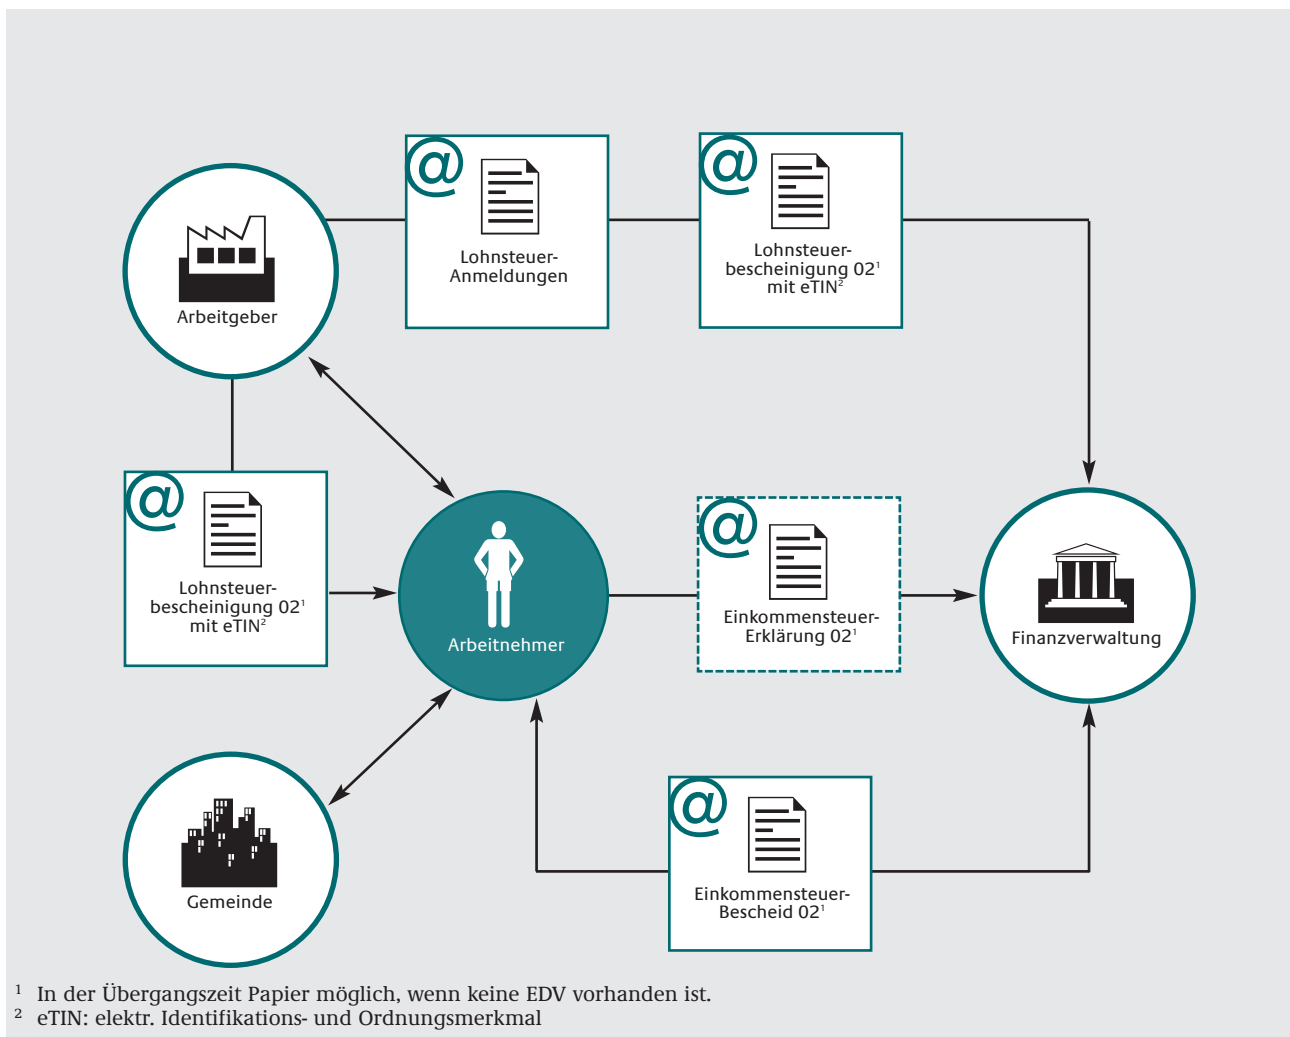 @
Lohnsteuer-
Anmeldungen
@
Lohnsteuer-
bescheinigung 02¹
mit eTIN²
Arbeitgeber
@
Lohnsteuer-
bescheinigung 02¹
mit eTIN²
Arbeitnehmer
@
Einkommensteuer-
Erklärung 02¹
Finanzverwaltung
Gemeinde
@
Einkommensteuer-
Bescheid 02¹
¹ In der Übergangszeit Papier möglich, wenn keine EDV vorhanden ist.
² eTIN: elektr. Identifikations- und Ordnungsmerkmal